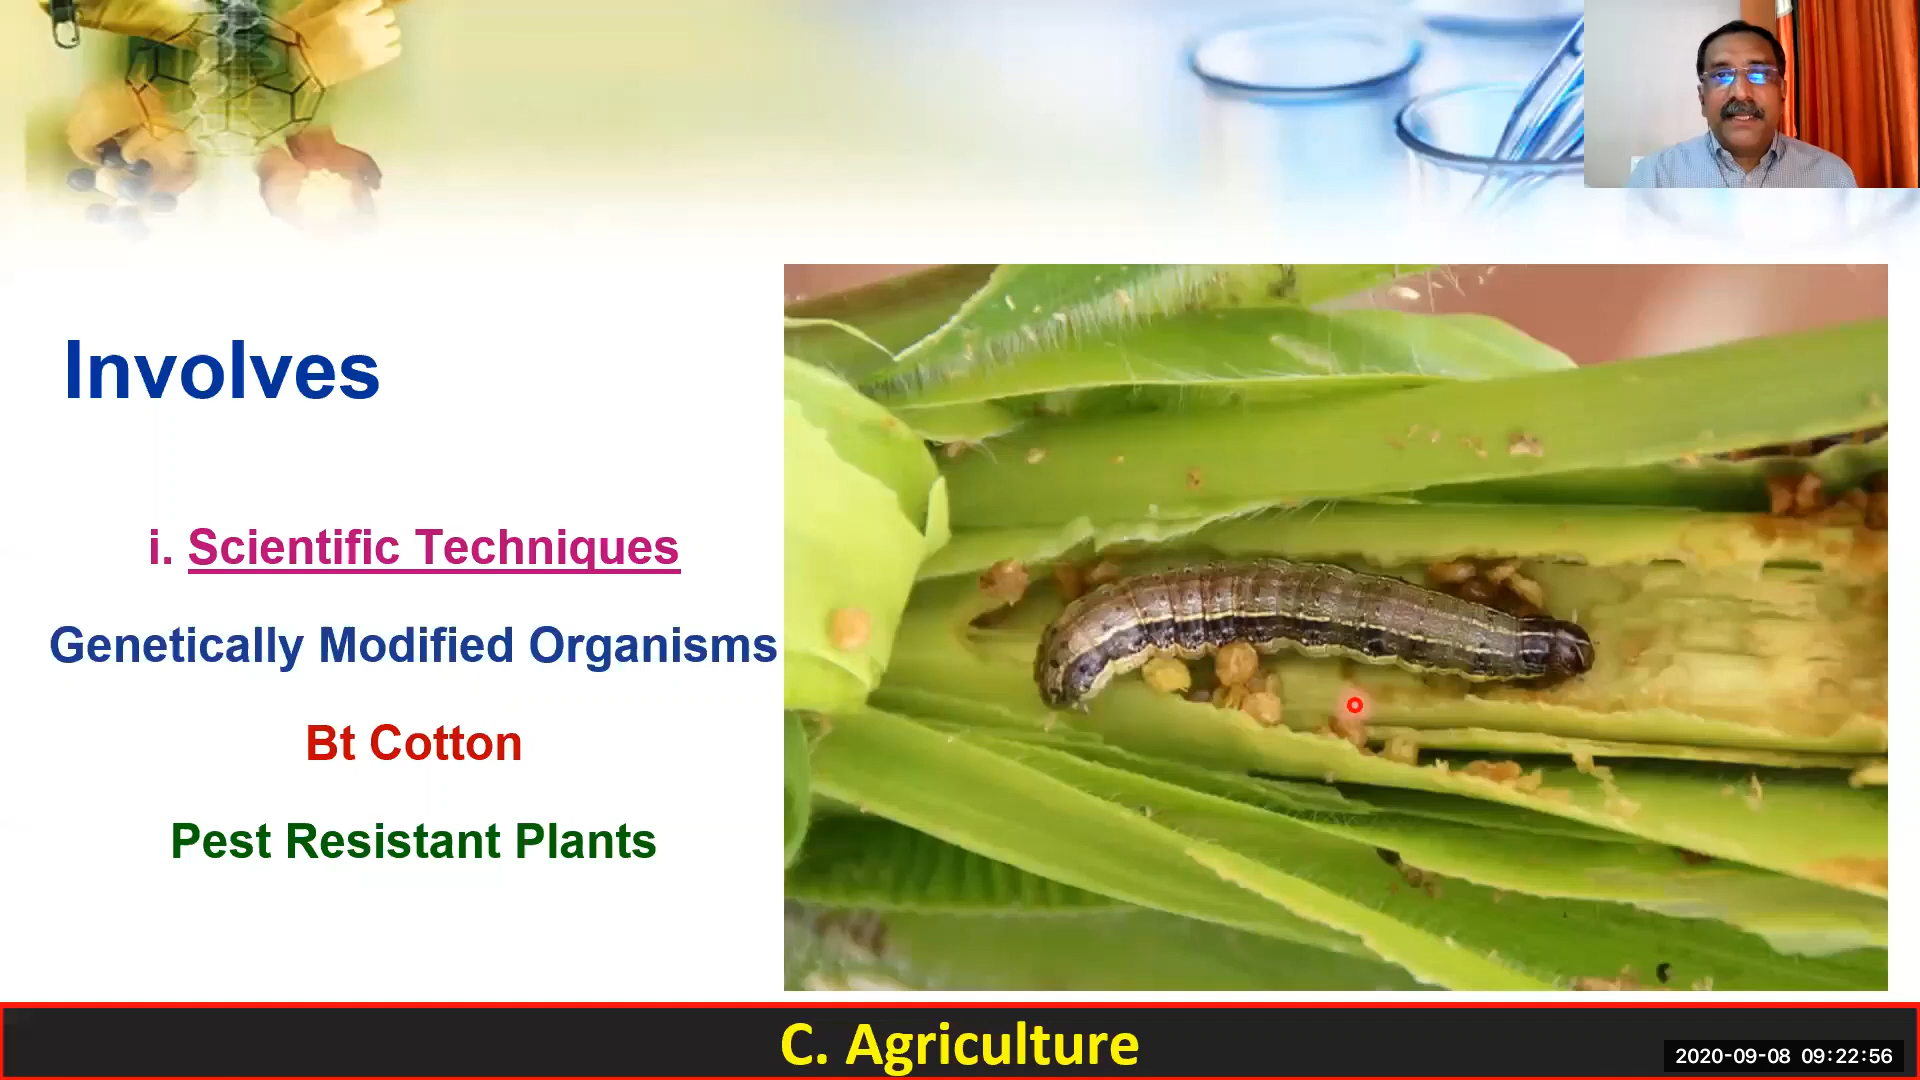 Involves
i. Scientific Techniques
Genetically Modified Organisms
Bt Cotton
Pest Resistant Plants
C. Agriculture
2020-09-08 09:22:56